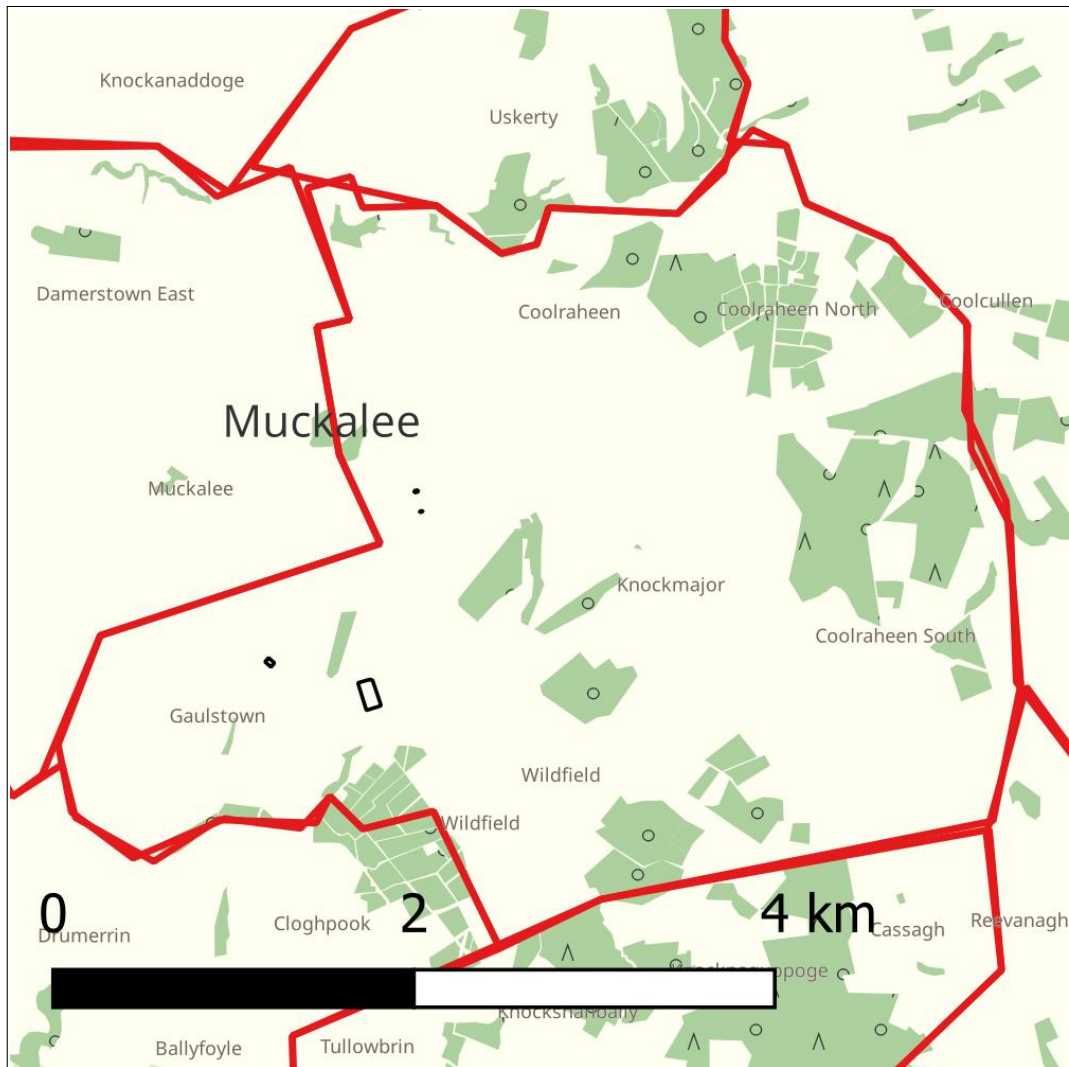 Knockanaddoge
Uskerty
Damerstown East
Coolraheen
Coolraheen North
Coolcullen
Muckalee
Muckalee
Knockmajor
Coolraheen South
Gaulstown
Wildfield
Wildfield
0 2 4 km
Drumerrin
Cloghpook
Cassagh
Reevanagh
Knockshanbally
Ballyfoyle
Tullowbrin